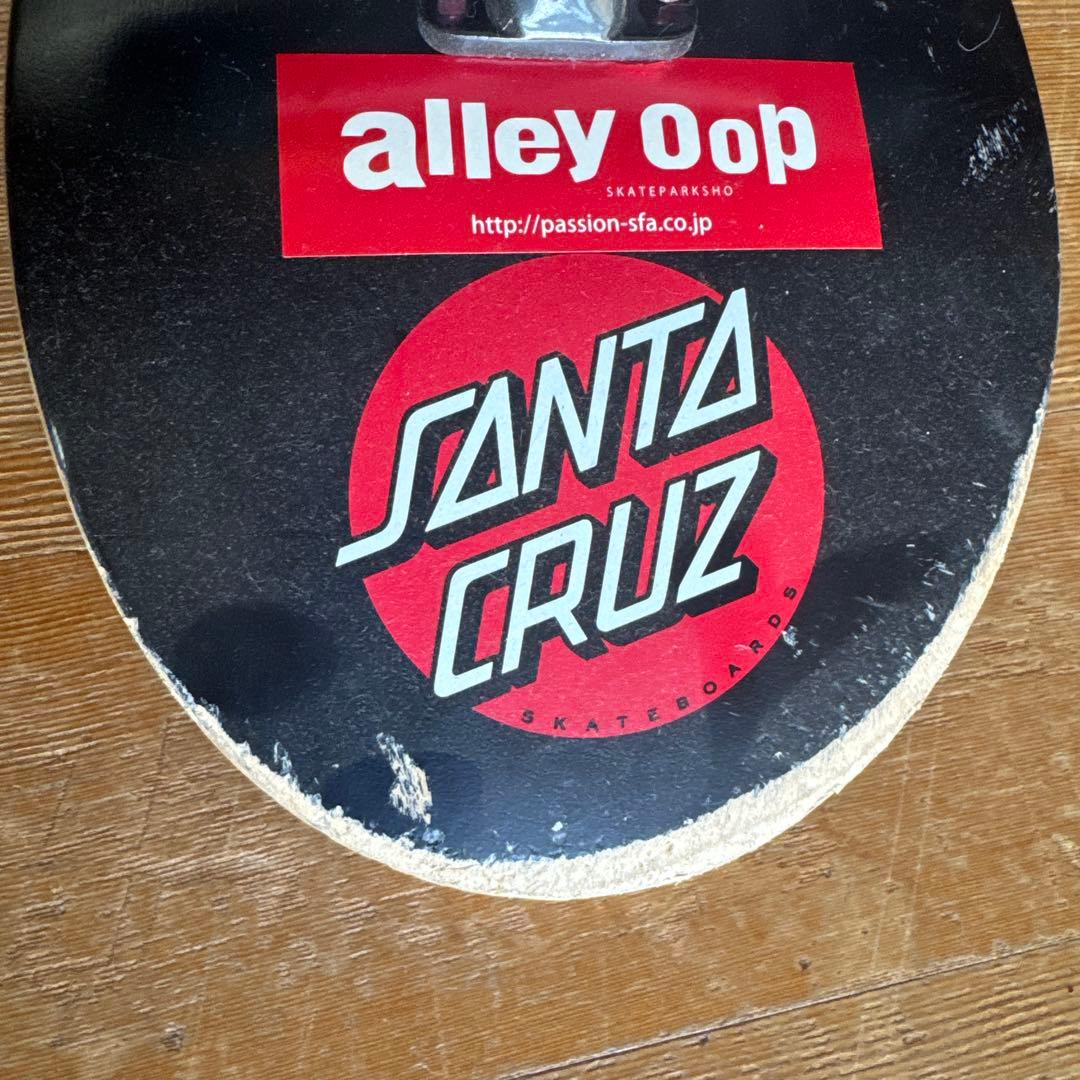 alley Oop
SKATEPARKSHO
http://passion-sfa.co.jp
SANTA
CRUZ
SKATEBOARDS